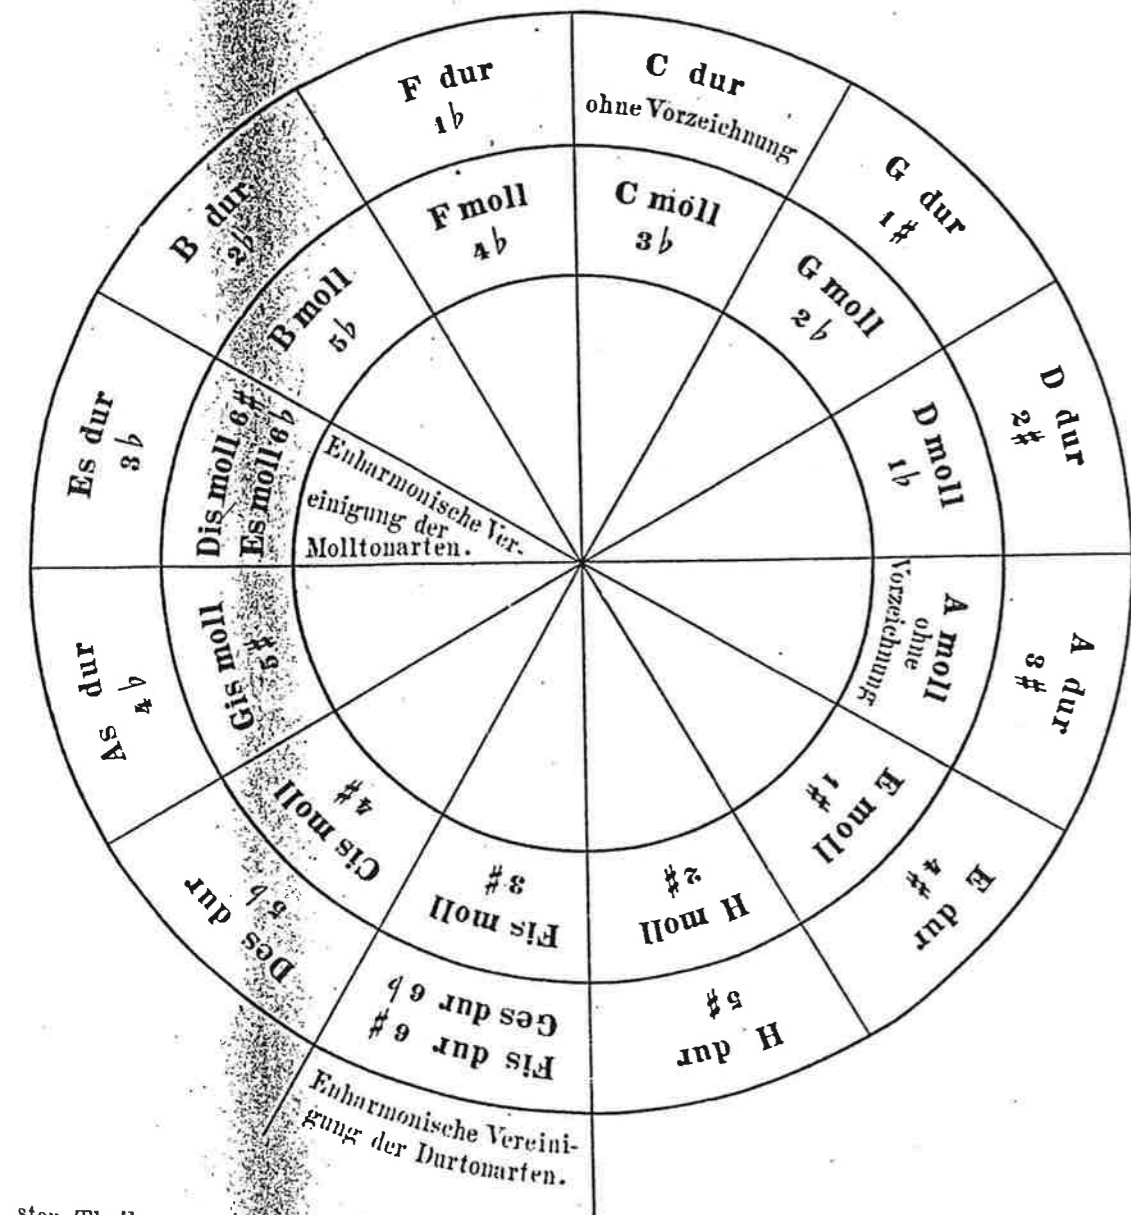 C dur
ohne Vorzeichnung
G dur
1♯
D dur
2♯
A dur
3♯
E dur
4♯
H dur
5♯
Fis dur 6♯
Ges dur 6♭
Des dur
5♭
As dur
4♭
Es dur
3♭
B dur
2♭
F dur
1♭
C moll
3♭
G moll
2♭
D moll
1♭
A moll
ohne
Vorzeichnung
E moll
1♯
H moll
2♯
Fis moll
3♯
Cis moll
4♯
Gis moll
5♯
Dis moll 6♯
Es moll 6♭
B moll
5♭
F moll
4♭
Enharmonische Ver-
einigung der
Molltonarten.
Enharmonische Vereini-
gung der Durtonarten.